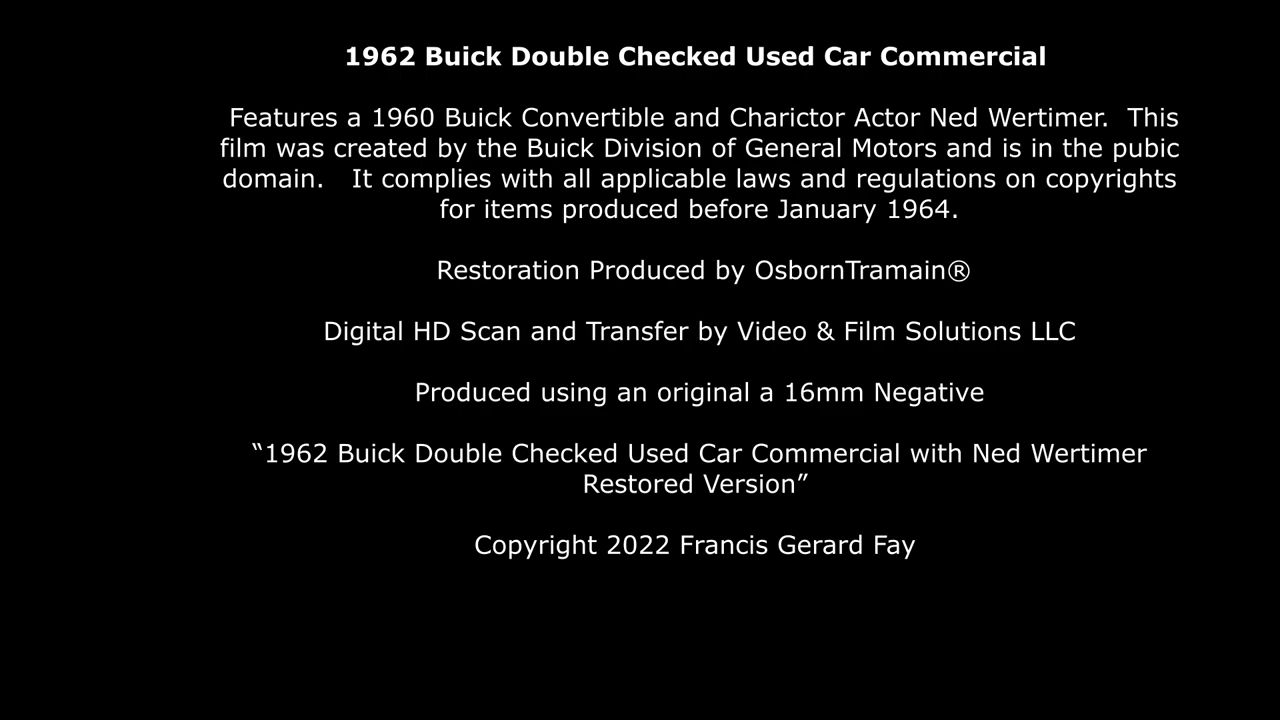 1962 Buick Double Checked Used Car Commercial
Features a 1960 Buick Convertible and Charictor Actor Ned Wertimer.  This
film was created by the Buick Division of General Motors and is in the pubic
domain.   It complies with all applicable laws and regulations on copyrights
for items produced before January 1964.
Restoration Produced by OsbornTramain®
Digital HD Scan and Transfer by Video & Film Solutions LLC
Produced using an original a 16mm Negative
“1962 Buick Double Checked Used Car Commercial with Ned Wertimer
Restored Version”
Copyright 2022 Francis Gerard Fay